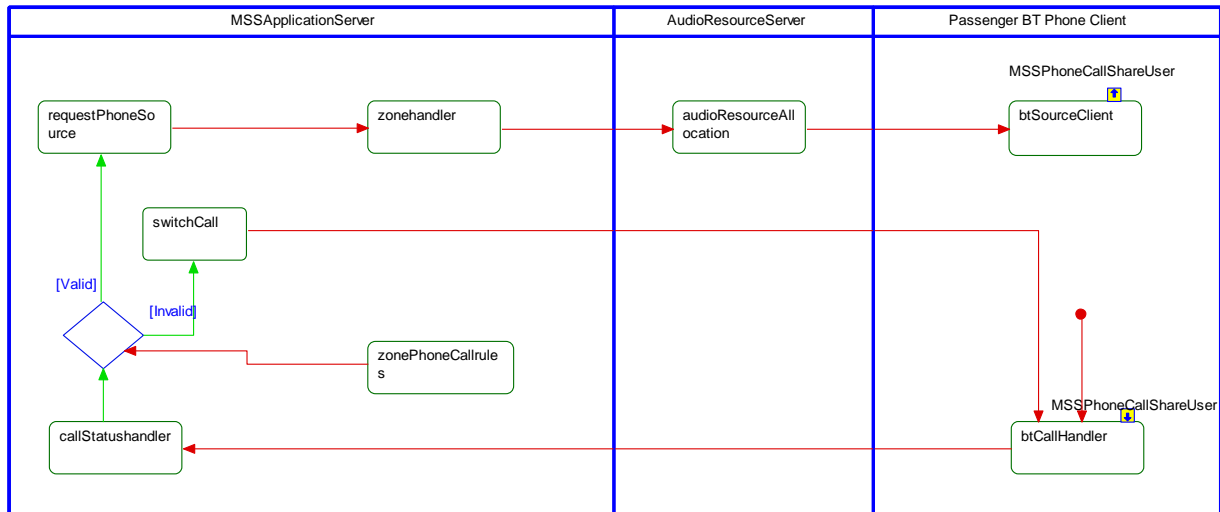 MSSApplicationServer
AudioResourceServer
Passenger BT Phone Client
MSSPhoneCallShareUser
requestPhoneSo
urce
zonehandler
audioResourceAll
ocation
btSourceClient
switchCall
[Valid]
[Invalid]
zonePhoneCallrule
s
MSSPhoneCallShareUser
callStatushandler
btCallHandler